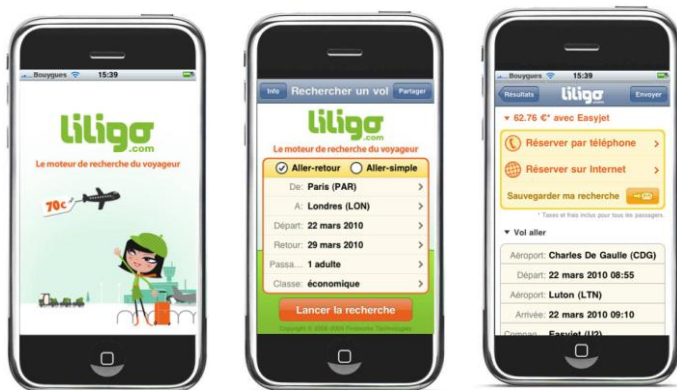 Bouygues 15:39
liligo
.com
Le moteur de recherche du voyageur
70€
Info Rechercher un vol Partager
liligo
.com
Le moteur de recherche du voyageur
Aller-retour Aller-simple
De: Paris (PAR)
A: Londres (LON)
Départ: 22 mars 2010
Retour: 29 mars 2010
Passa... 1 adulte
Classe: économique
Lancer la recherche
Bouygues 15:39
Résultats liligo Envoyer
62.76 €* avec Easyjet
Réserver par téléphone
Réserver sur Internet
Sauvegarder ma recherche
* Taxes et frais inclus pour tous les passagers
Vol aller
Aéroport: Charles De Gaulle (CDG)
Départ: 22 mars 2010 08:55
Aéroport: Luton (LTN)
Arrivée: 22 mars 2010 09:10
Easyjet (U2)